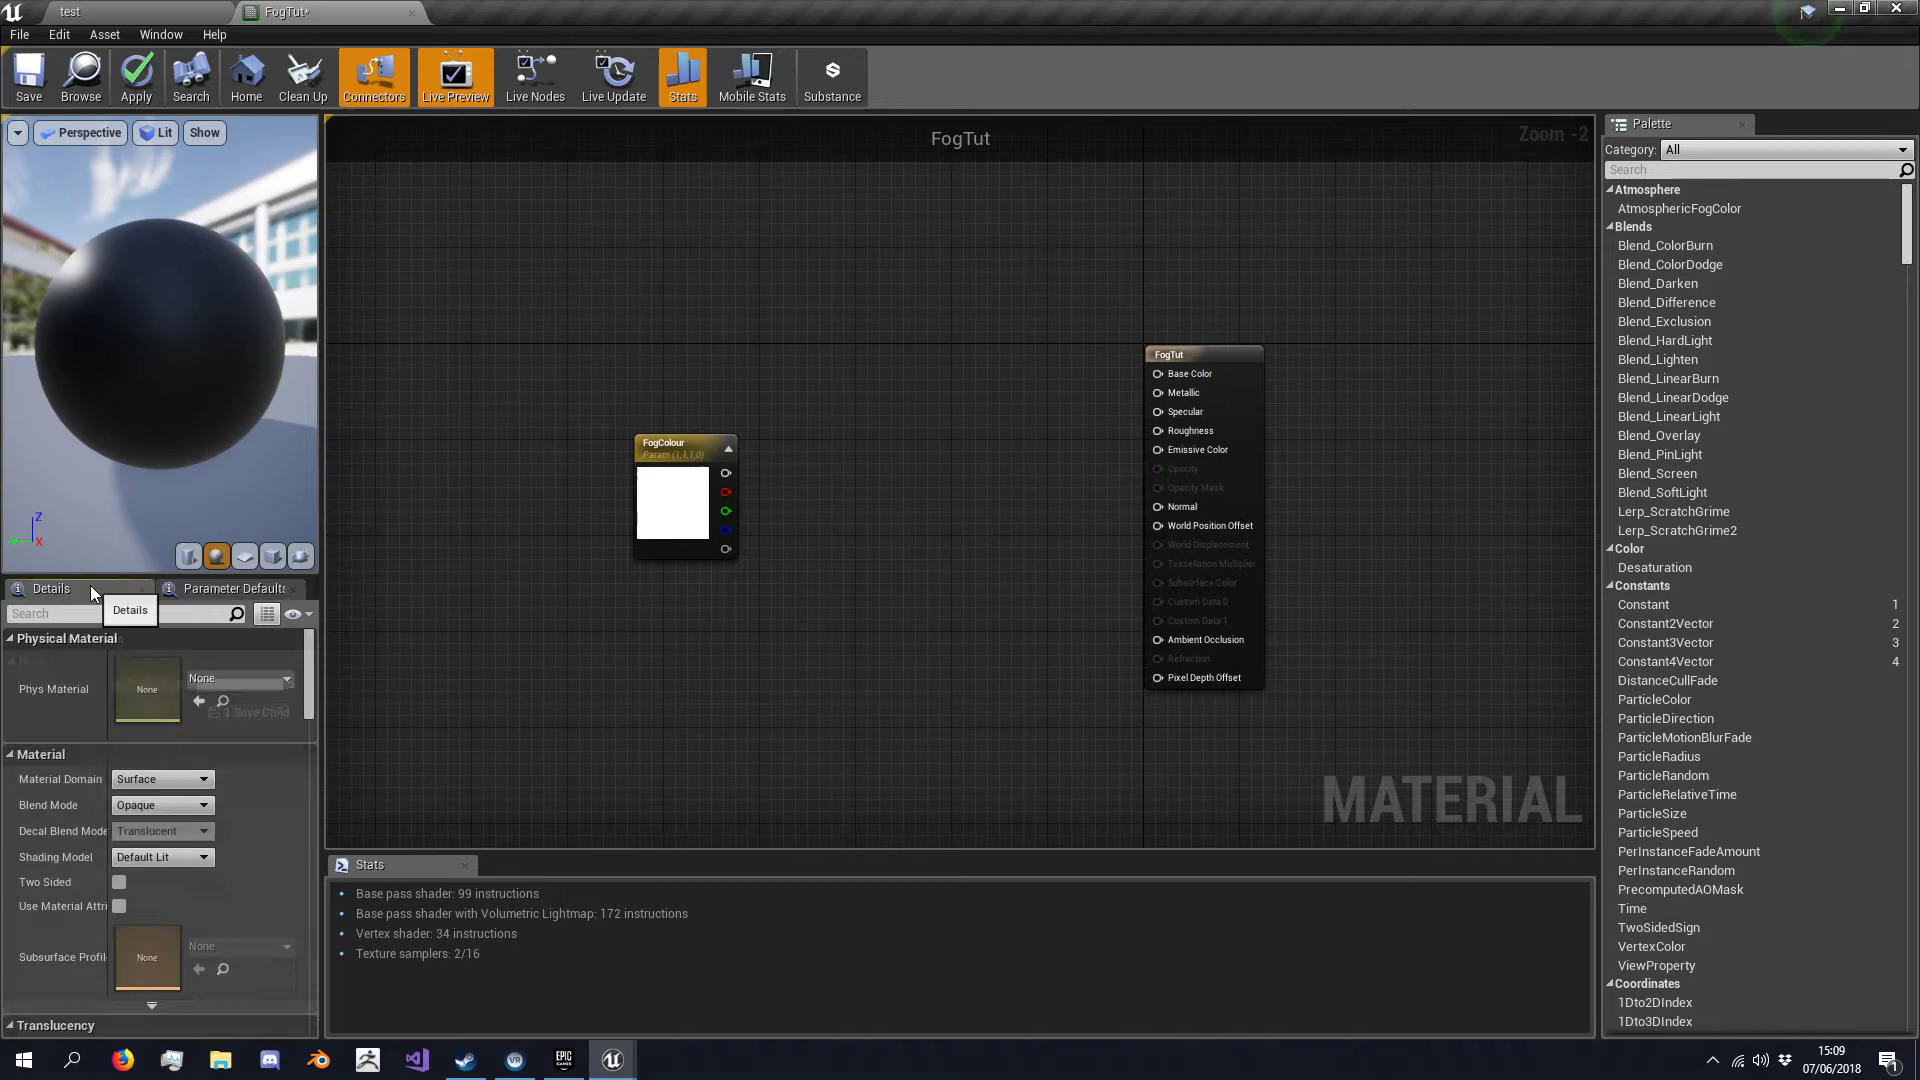 test
FogTut*
File Edit Asset Window Help
Save Browse Apply Search Home Clean Up Connectors Live Preview Live Nodes Live Update Stats Mobile Stats Substance
Perspective Lit Show
Z
X
FogTut
Zoom -2
FogColour
Param (1,1,1,0)
FogTut
Base Color
Metallic
Specular
Roughness
Emissive Color
Opacity
Opacity Mask
Normal
World Position Offset
World Displacement
Tessellation Multiplier
Subsurface Color
Custom Data 0
Custom Data 1
Ambient Occlusion
Refraction
Pixel Depth Offset
MATERIAL
Details Parameter Defaults
Search
Details
Physical Material
Phys Material None None
Save Child
Material
Material Domain Surface
Blend Mode Opaque
Decal Blend Mode Translucent
Shading Model Default Lit
Two Sided
Use Material Attri
Subsurface Profil None None
Translucency
Stats
Base pass shader: 99 instructions
Base pass shader with Volumetric Lightmap: 172 instructions
Vertex shader: 34 instructions
Texture samplers: 2/16
Palette
Category: All
Search
Atmosphere
AtmosphericFogColor
Blends
Blend_ColorBurn
Blend_ColorDodge
Blend_Darken
Blend_Difference
Blend_Exclusion
Blend_HardLight
Blend_Lighten
Blend_LinearBurn
Blend_LinearDodge
Blend_LinearLight
Blend_Overlay
Blend_PinLight
Blend_Screen
Blend_SoftLight
Lerp_ScratchGrime
Lerp_ScratchGrime2
Color
Desaturation
Constants
Constant 1
Constant2Vector 2
Constant3Vector 3
Constant4Vector 4
DistanceCullFade
ParticleColor
ParticleDirection
ParticleMotionBlurFade
ParticleRadius
ParticleRandom
ParticleRelativeTime
ParticleSize
ParticleSpeed
PerInstanceFadeAmount
PerInstanceRandom
PrecomputedAOMask
Time
TwoSidedSign
VertexColor
ViewProperty
Coordinates
1Dto2DIndex
1Dto3DIndex
VR
EPIC
GAMES
15:09
07/06/2018
1